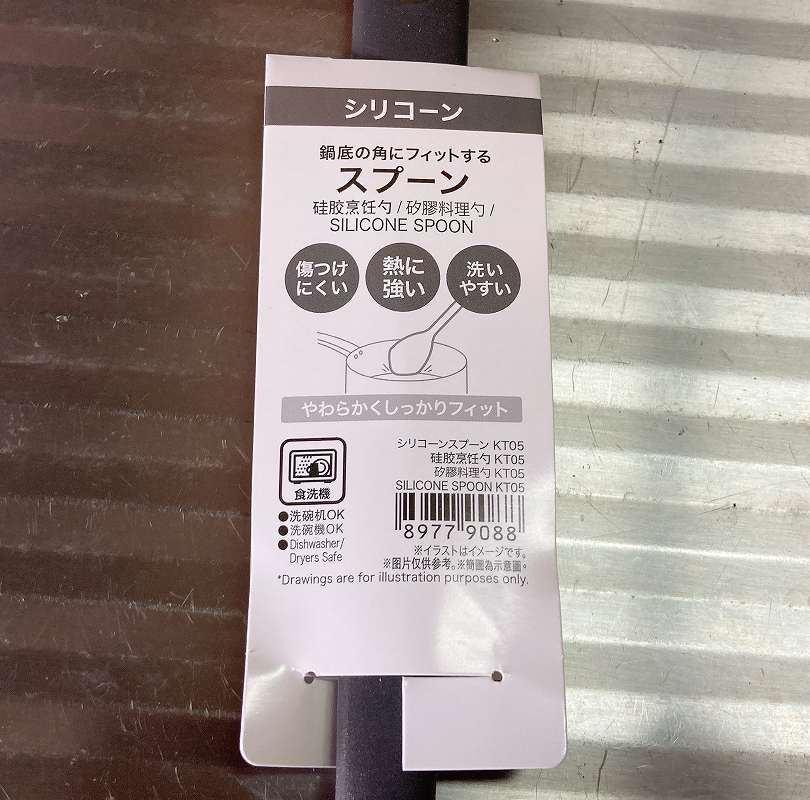 シリコーン
鍋底の角にフィットする
スプーン
硅胶烹饪勺/矽膠料理勺/
SILICONE SPOON
傷つけ
にくい
熱に
強い
洗い
やすい
やわらかくしっかりフィット
シリコーンスプーン KT05
硅胶烹饪勺 KT05
矽膠料理勺 KT05
SILICONE SPOON KT05
8977 9088
食洗機
●洗碗机OK
●洗碗機OK
●Dishwasher/
Dryers Safe
※イラストはイメージです。
※图片仅供参考。※簡圖為示意圖。
*Drawings are for illustration purposes only.